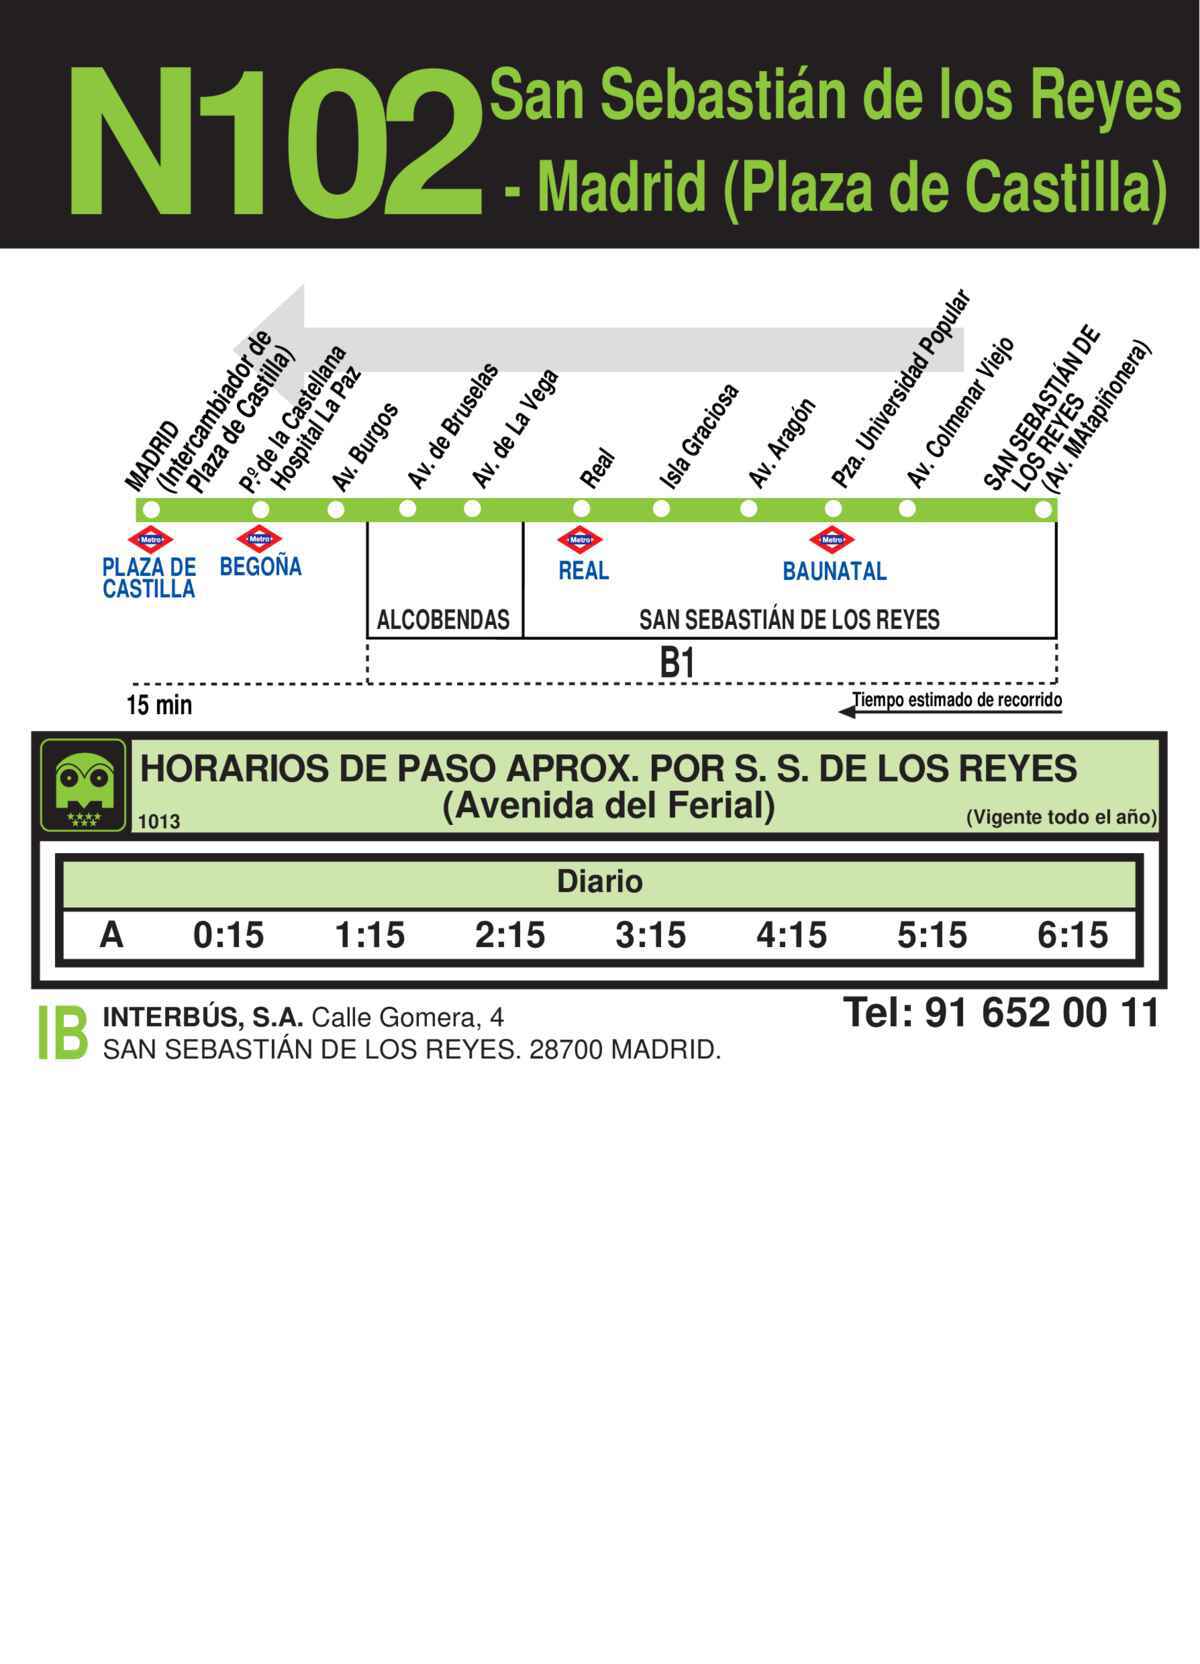 N102
San Sebastián de los Reyes
- Madrid (Plaza de Castilla)
MADRID
(Intercambiador de
Plaza de Castilla)
P.º de la Castellana
Hospital La Paz
Av. Burgos
Av. de Bruselas
Av. de La Vega
Real
Isla Graciosa
Av. Aragón
Pza. Universidad Popular
Av. Colmenar Viejo
SAN SEBASTIÁN DE
LOS REYES
(Av. MAtapiñonera)
Metro
PLAZA DE
CASTILLA
Metro
BEGOÑA
Metro
REAL
Metro
BAUNATAL
ALCOBENDAS
SAN SEBASTIÁN DE LOS REYES
B1
15 min
Tiempo estimado de recorrido
HORARIOS DE PASO APROX. POR S. S. DE LOS REYES
(Avenida del Ferial)
1013
(Vigente todo el año)
Diario
A 0:15 1:15 2:15 3:15 4:15 5:15 6:15
IB
INTERBÚS, S.A. Calle Gomera, 4
SAN SEBASTIÁN DE LOS REYES. 28700 MADRID.
Tel: 91 652 00 11